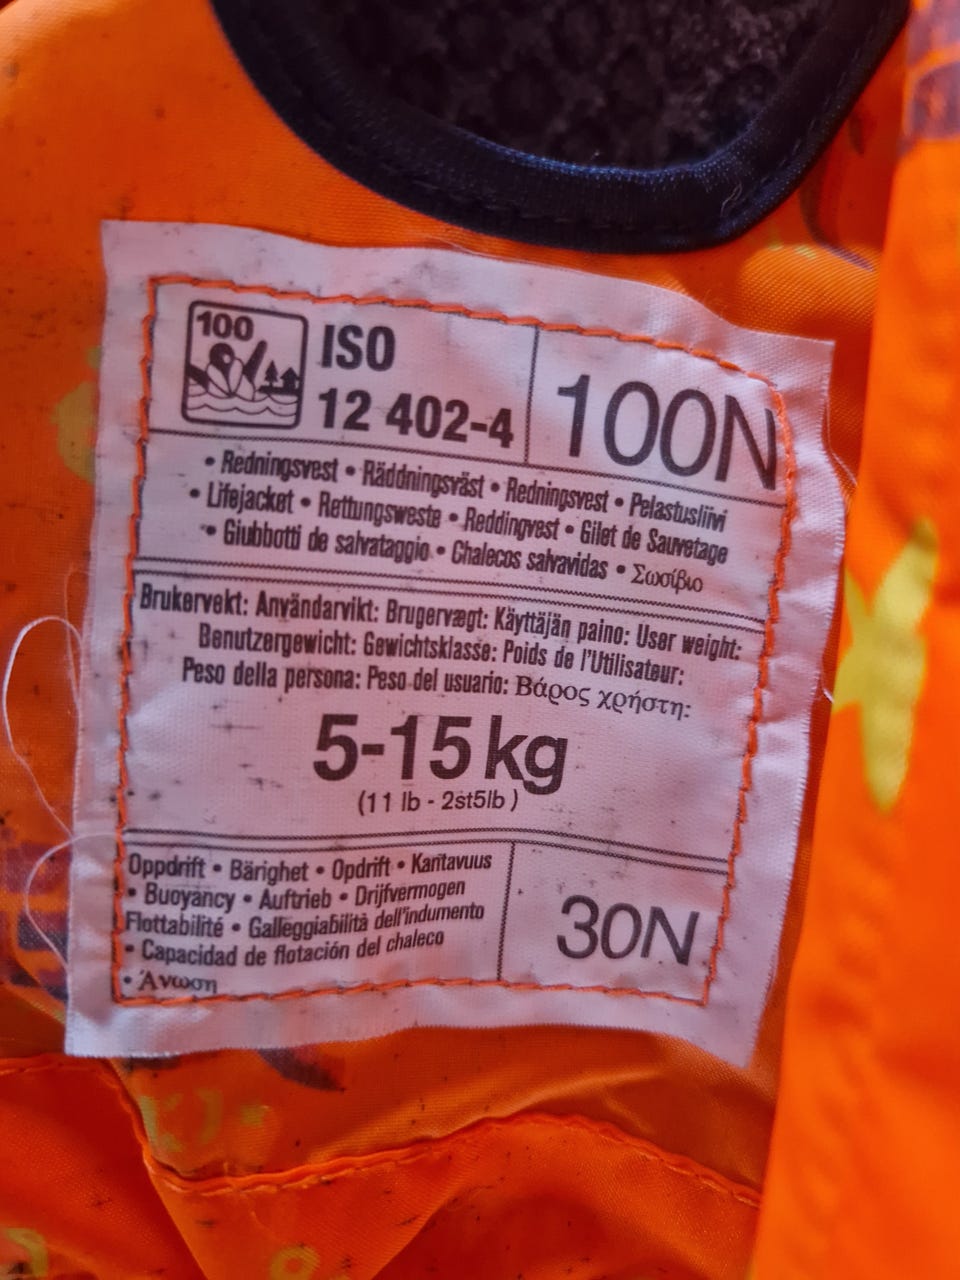 100
ISO
12 402-4
100N
• Redningsvest • Räddningsväst • Redningsvest • Pelastusliivi
• Lifejacket • Rettungsweste • Reddingvest • Gilet de Sauvetage
• Giubbotti de salvataggio • Chalecos salvavidas • Σωσίβιο
Brukervekt: Användarvikt: Brugervægt: Käyttäjän paino: User weight:
Benutzergewicht: Gewichtsklasse: Poids de l'Utilisateur:
Peso della persona: Peso del usuario: Βάρος χρήστη:
5-15 kg
(11 lb - 2st5lb )
Oppdrift • Bärighet • Opdrift • Kantavuus
• Buoyancy • Auftrieb • Drijfvermogen
Flottabilité • Galleggiabilità dell'indumento
• Capacidad de flotación del chaleco
• Άνωση
30N